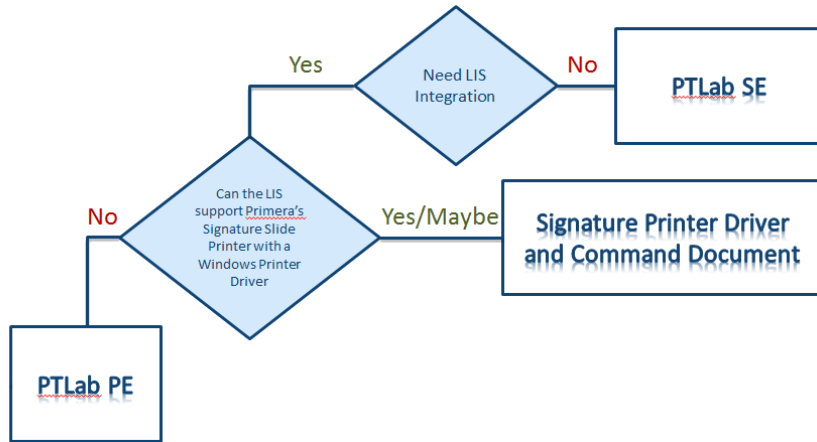 Yes
Need LIS
Integration
No
PTLab SE
No
Can the LIS
support Primera's
Signature Slide
Printer with a
Windows Printer
Driver
Yes/Maybe
Signature Printer Driver
and Command Document
PTLab PE